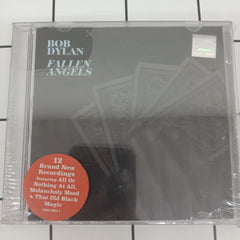 BOB
DYLAN
FALLEN
ANGELS
12
Brand New
Recordings
featuring All Or
Nothing At All,
Melancholy Mood
& That Old Black
Magic